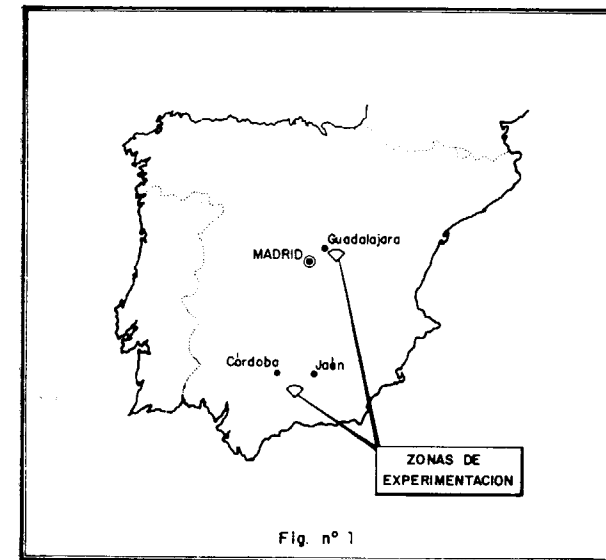 Guadalajara
MADRID
Córdoba
Jaén
ZONAS DE
EXPERIMENTACION
Fig. nº 1